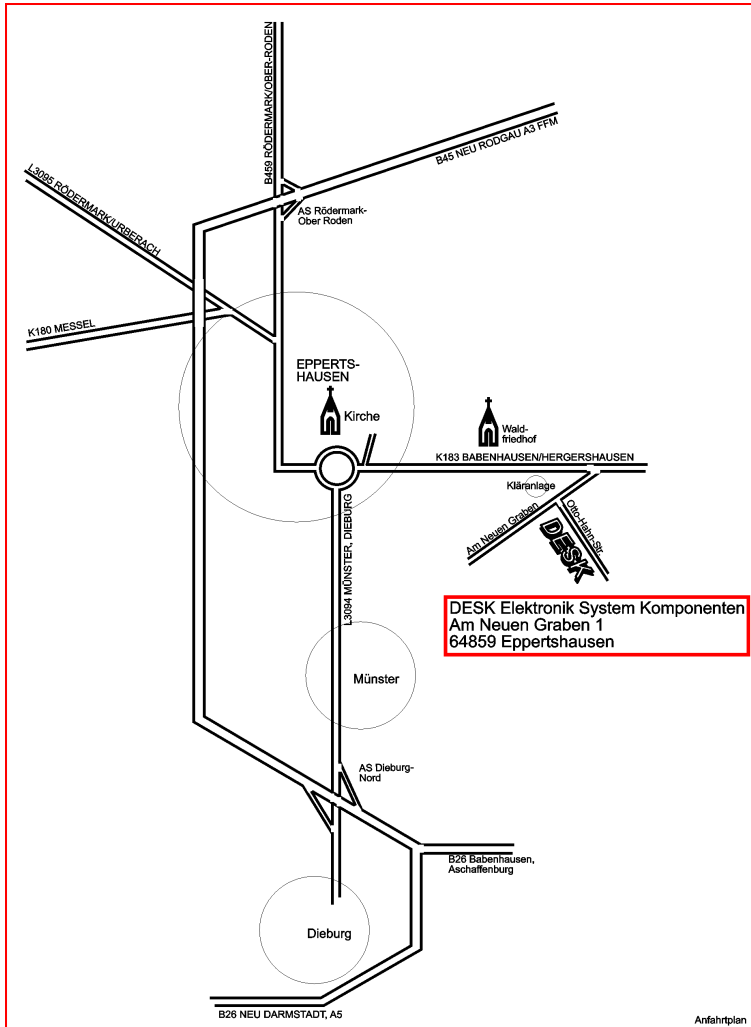 B459 RÖDERMARK/OBER-RODEN
B45 NEU RODGAU A3 FFM
L3095 RÖDERMARK/URBERACH
AS Rödermark-
Ober Roden
K180 MESSEL
EPPERTS-
HAUSEN
Kirche
Wald-
friedhof
K183 BABENHAUSEN/HERGERSHAUSEN
Kläranlage
Am Neuen Graben
Otto-Hahn-Str.
DESK
L3094 MÜNSTER, DIEBURG
DESK Elektronik System Komponenten
Am Neuen Graben 1
64859 Eppertshausen
Münster
AS Dieburg-
Nord
B26 Babenhausen,
Aschaffenburg
Dieburg
B26 NEU DARMSTADT, A5
Anfahrtplan